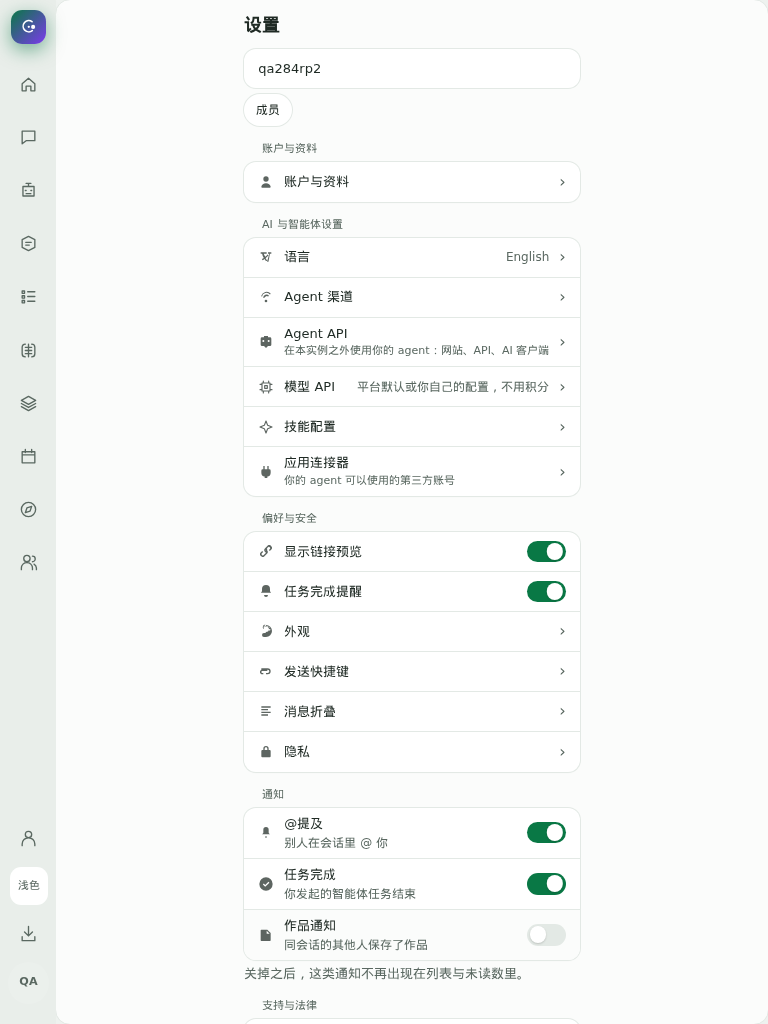 设置
qa284rp2
成员
账户与资料
账户与资料
AI 与智能体设置
语言 English
Agent 渠道
Agent API
在本实例之外使用你的 agent：网站、API、AI 客户端
模型 API 平台默认或你自己的配置，不用积分
技能配置
应用连接器
你的 agent 可以使用的第三方账号
偏好与安全
显示链接预览
任务完成提醒
外观
发送快捷键
消息折叠
隐私
通知
@提及
别人在会话里 @ 你
任务完成
你发起的智能体任务结束
作品通知
同会话的其他人保存了作品
关掉之后，这类通知不再出现在列表与未读数里。
支持与法律
浅色
QA